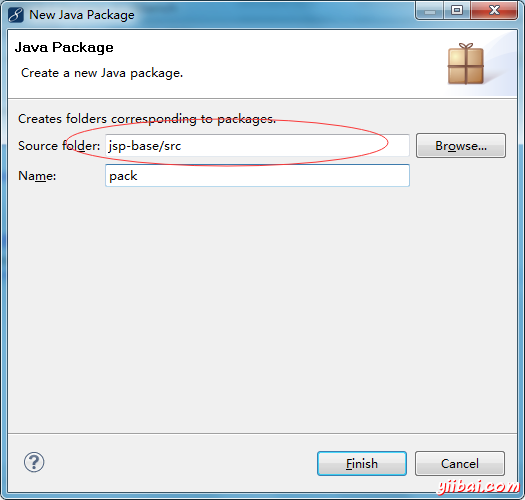 New Java Package
Java Package
Create a new Java package.
Creates folders corresponding to packages.
Source folder: jsp-base/src Browse...
Name: pack
? Finish Cancel
yiibai.com